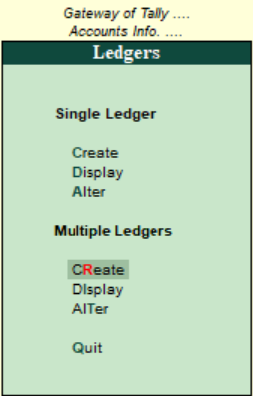 Gateway of Tally ....
Accounts Info. ....
Ledgers
Single Ledger
Create
Display
Alter
Multiple Ledgers
CReate
DIsplay
AlTer
Quit